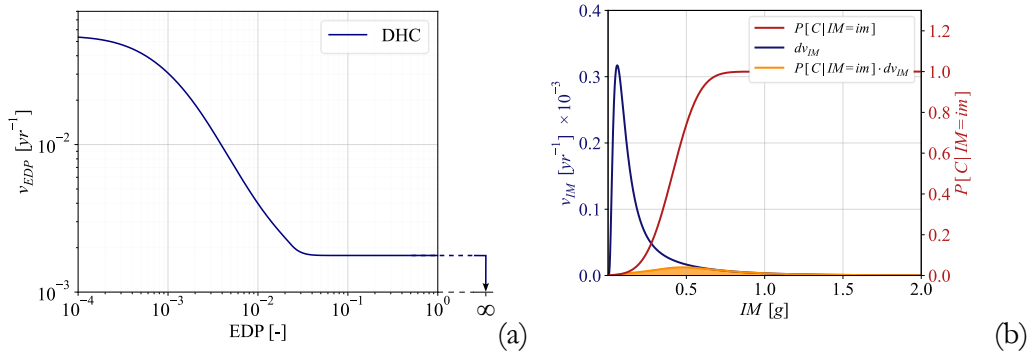 DHC
v_EDP [yr⁻¹]
10⁻²
10⁻³
10⁻⁴
10⁻³
10⁻²
10⁻¹
10⁰
∞
EDP [-]
(a)
P[C|IM=im]
dv_IM
P[C|IM=im]·dv_IM
v_IM [yr⁻¹] × 10⁻³
0.4
0.3
0.2
0.1
0.0
0.5
1.0
1.5
2.0
IM [g]
1.2
1.0
0.8
0.6
0.4
0.2
0.0
P[C|IM=im]
(b)